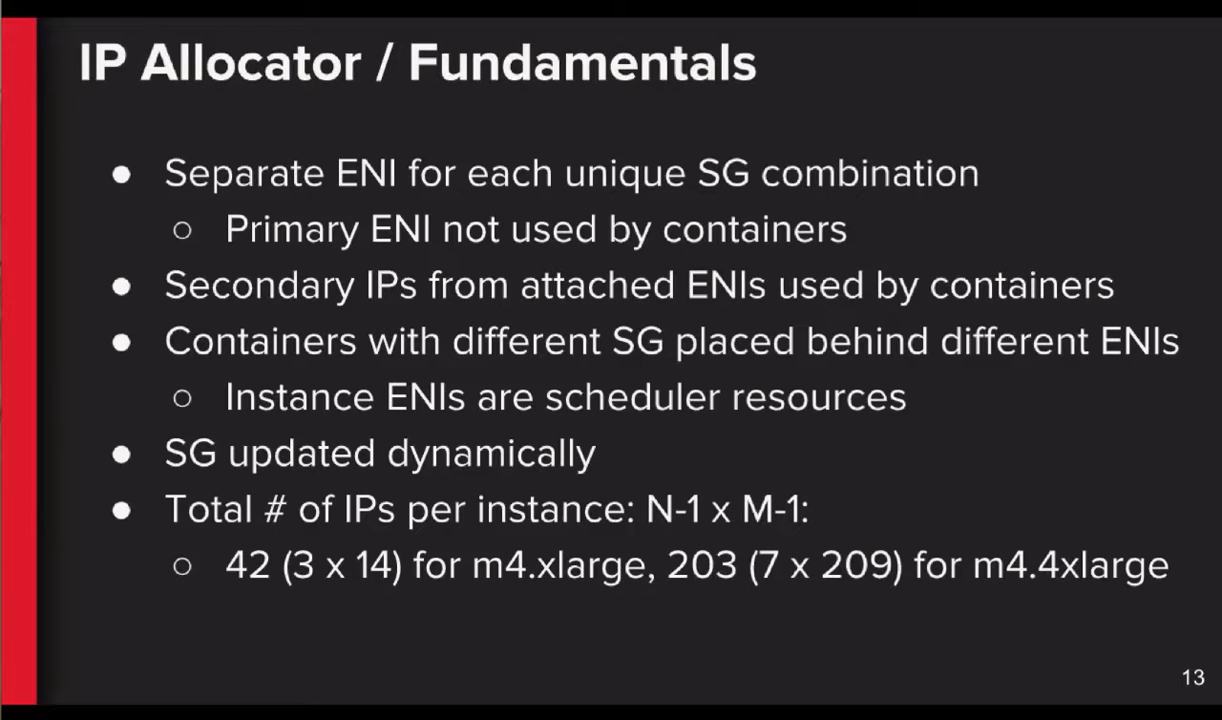 IP Allocator / Fundamentals
● Separate ENI for each unique SG combination
○ Primary ENI not used by containers
● Secondary IPs from attached ENIs used by containers
● Containers with different SG placed behind different ENIs
○ Instance ENIs are scheduler resources
● SG updated dynamically
● Total # of IPs per instance: N-1 x M-1:
○ 42 (3 x 14) for m4.xlarge, 203 (7 x 209) for m4.4xlarge
13